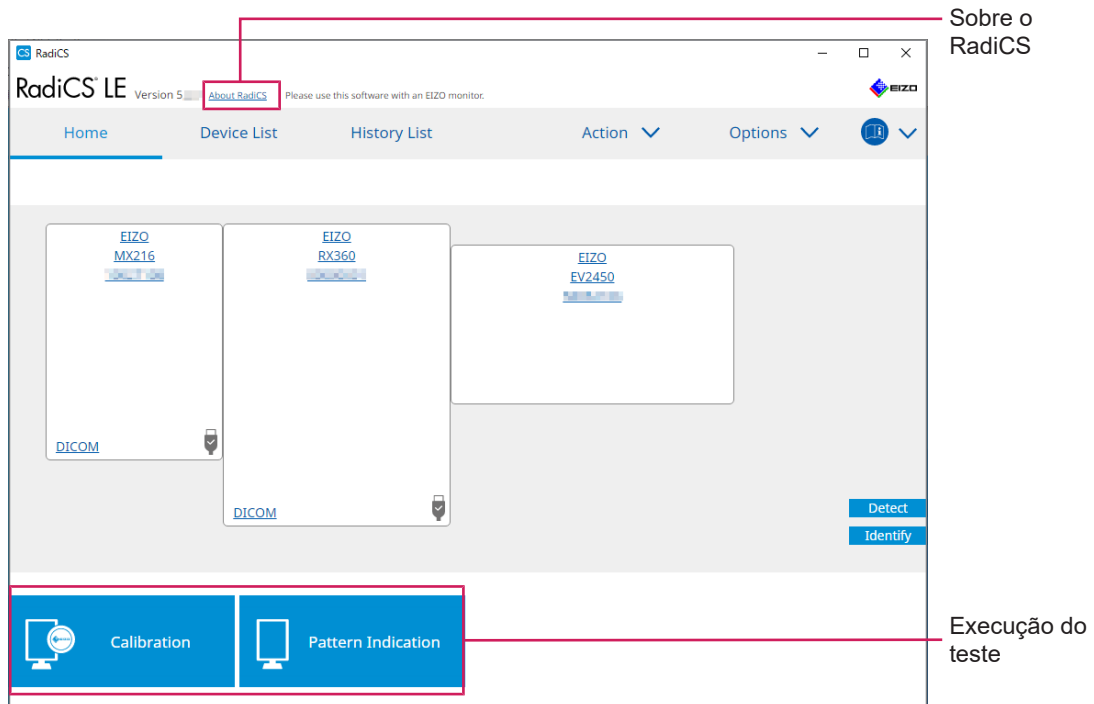 Sobre o
RadiCS
CS RadiCS
RadiCS LE Version 5 About RadiCS Please use this software with an EIZO monitor.
EIZO
Home Device List History List Action Options
EIZO
MX216
EIZO
RX360
EIZO
EV2450
DICOM
DICOM
Detect
Identify
Calibration
Pattern Indication
Execução do
teste